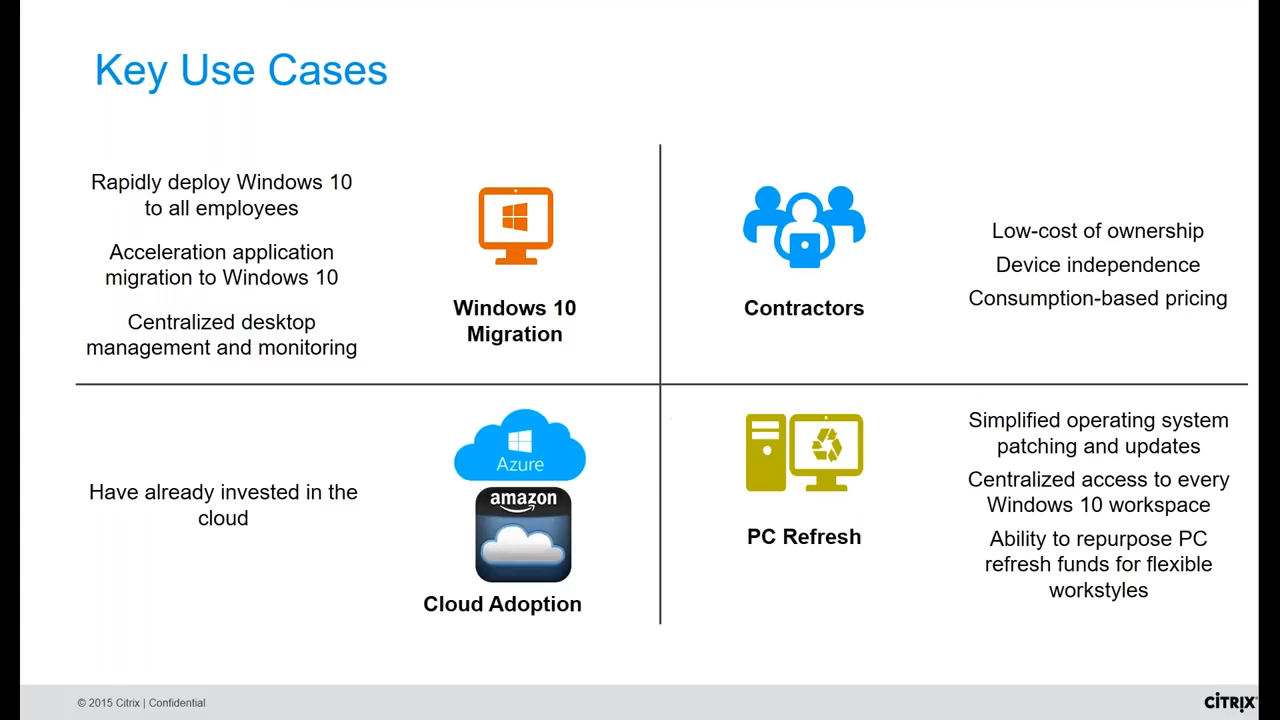 Key Use Cases
Rapidly deploy Windows 10
to all employees
Acceleration application
migration to Windows 10
Centralized desktop
management and monitoring
Windows 10
Migration
Contractors
Low-cost of ownership
Device independence
Consumption-based pricing
Have already invested in the
cloud
Azure
amazon
Cloud Adoption
PC Refresh
Simplified operating system
patching and updates
Centralized access to every
Windows 10 workspace
Ability to repurpose PC
refresh funds for flexible
workstyles
© 2015 Citrix | Confidential
CİTRIX